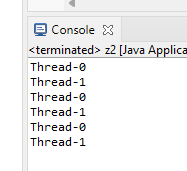 Console
<terminated> z2 [Java Applica
Thread-0
Thread-1
Thread-0
Thread-1
Thread-0
Thread-1